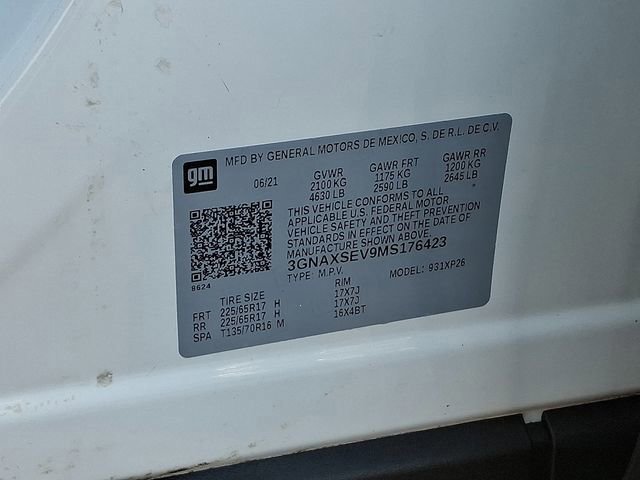 gm
MFD BY GENERAL MOTORS DE MEXICO, S. DE R.L. DE C.V.
06/21 GVWR GAWR FRT GAWR RR
2100 KG 1175 KG 1200 KG
4630 LB 2590 LB 2645 LB
THIS VEHICLE CONFORMS TO ALL
APPLICABLE U.S. FEDERAL MOTOR
VEHICLE SAFETY AND THEFT PREVENTION
STANDARDS IN EFFECT ON THE DATE OF
MANUFACTURE SHOWN ABOVE.
3GNAXSEV9MS176423
TYPE: M.P.V. MODEL: 931XP26
8624
TIRE SIZE RIM
FRT 225/65R17 H 17X7J
RR 225/65R17 H 17X7J
SPA T135/70R16 M 16X4BT